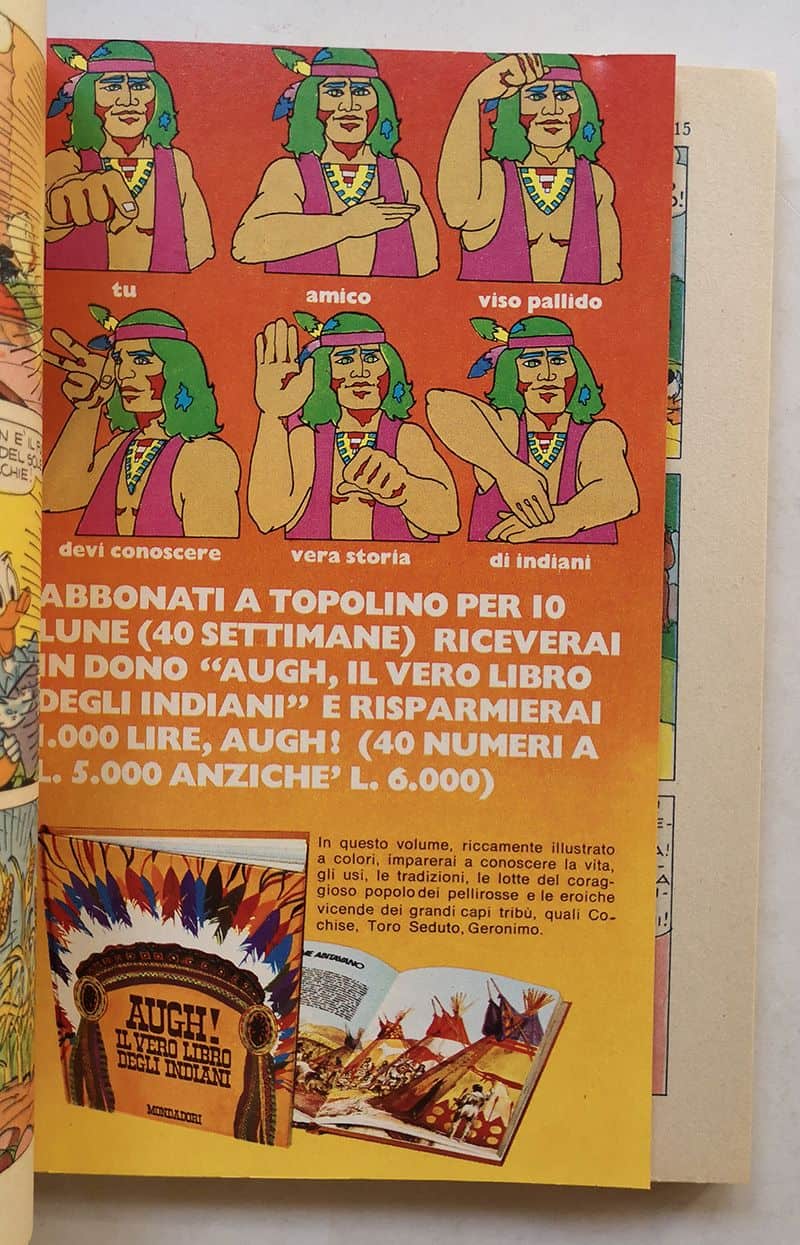 15
tu
amico
viso pallido
devi conoscere
vera storia
di indiani
ABBONATI A TOPOLINO PER 10
LUNE (40 SETTIMANE) RICEVERAI
IN DONO “AUGH, IL VERO LIBRO
DEGLI INDIANI” E RISPARMIERAI
1.000 LIRE, AUGH! (40 NUMERI A
L. 5.000 ANZICHE’ L. 6.000)
In questo volume, riccamente illustrato
a colori, imparerai a conoscere la vita,
gli usi, le tradizioni, le lotte del corag-
gioso popolo dei pellirosse e le eroiche
vicende dei grandi capi tribù, quali Co-
chise, Toro Seduto, Geronimo.
AUGH!
IL VERO LIBRO
DEGLI INDIANI
MONDADORI
ABITAVANO